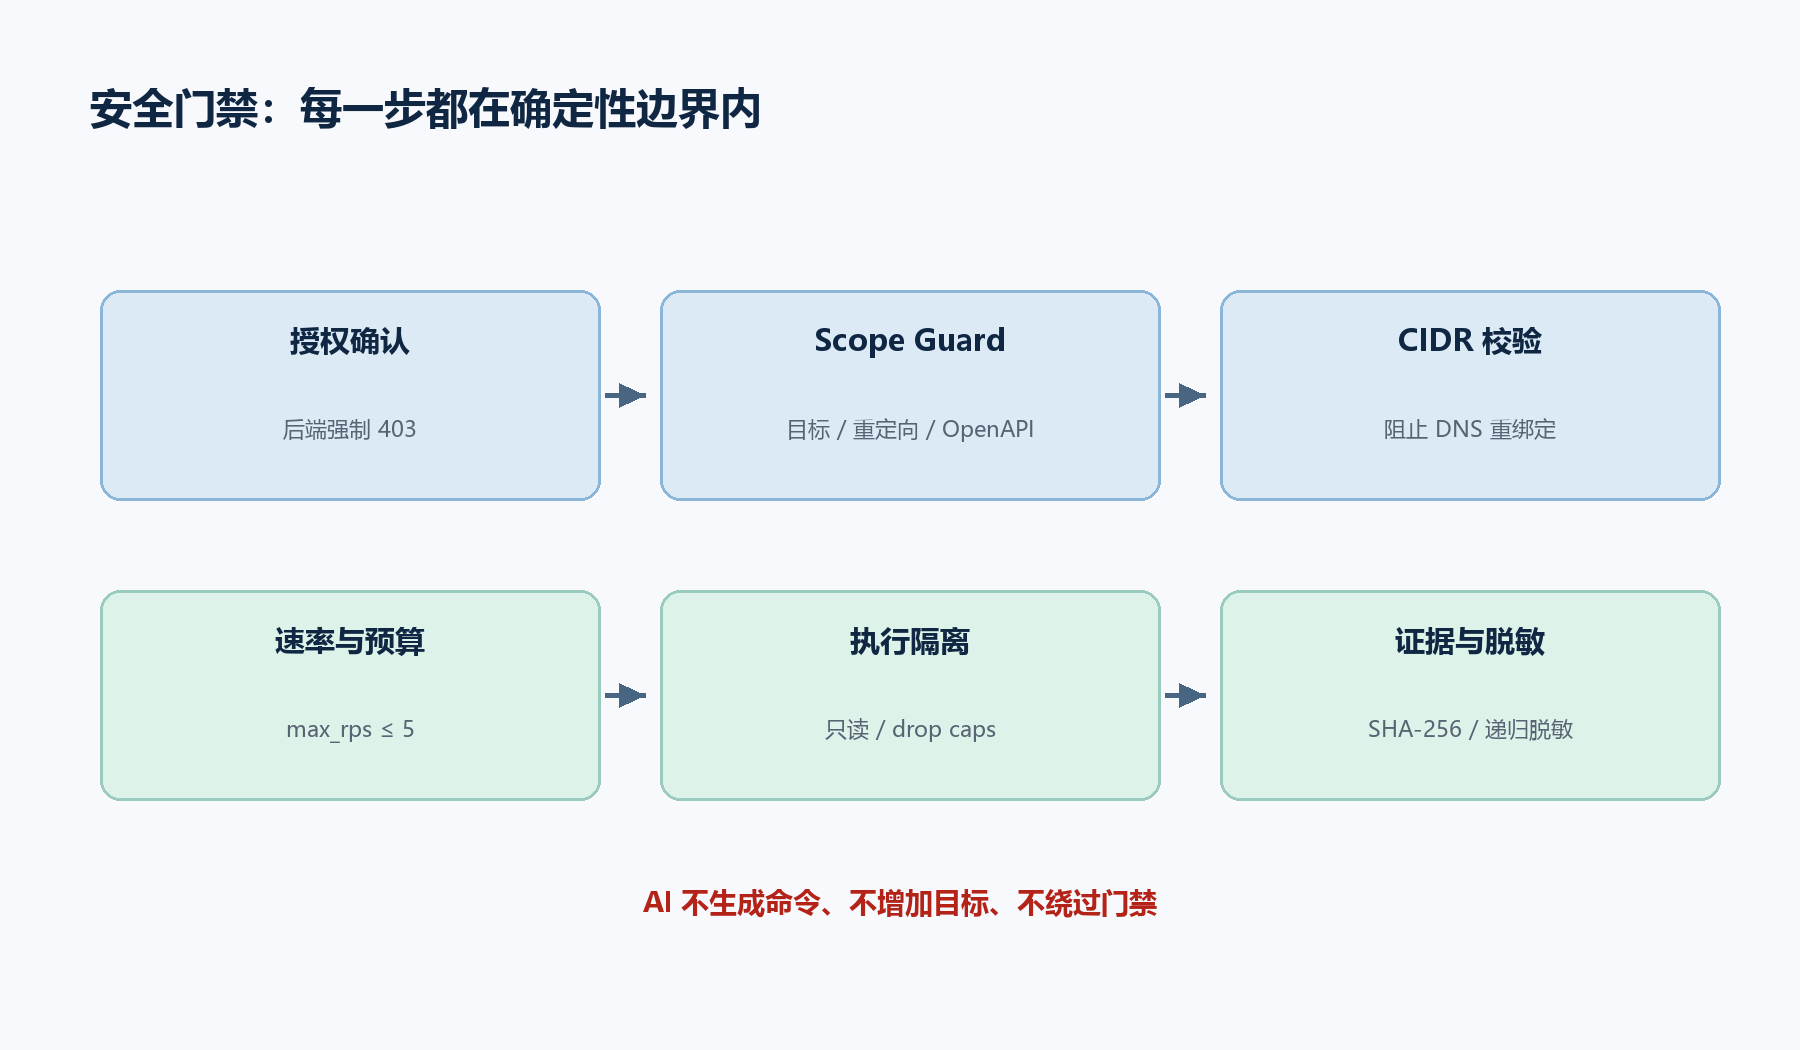 安全门禁：每一步都在确定性边界内
授权确认
后端强制 403
Scope Guard
目标 / 重定向 / OpenAPI
CIDR 校验
阻止 DNS 重绑定
速率与预算
max_rps ≤ 5
执行隔离
只读 / drop caps
证据与脱敏
SHA-256 / 递归脱敏
AI 不生成命令、不增加目标、不绕过门禁